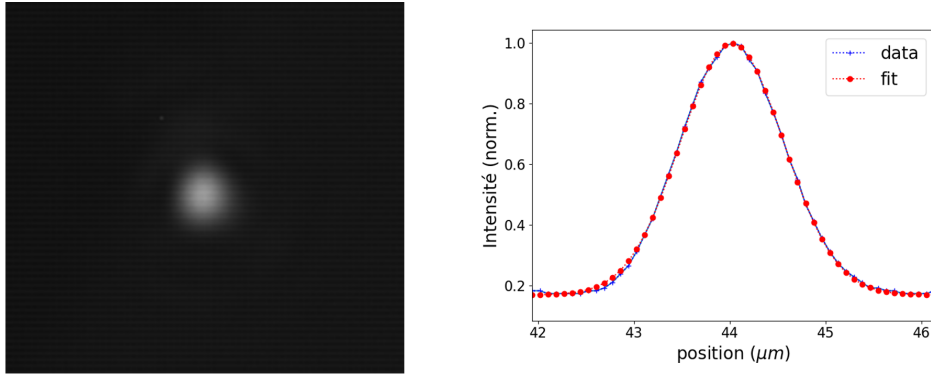 1.0
0.8
0.6
0.4
0.2
Intensité (norm.)
data
fit
42
43
44
45
46
position (μm)